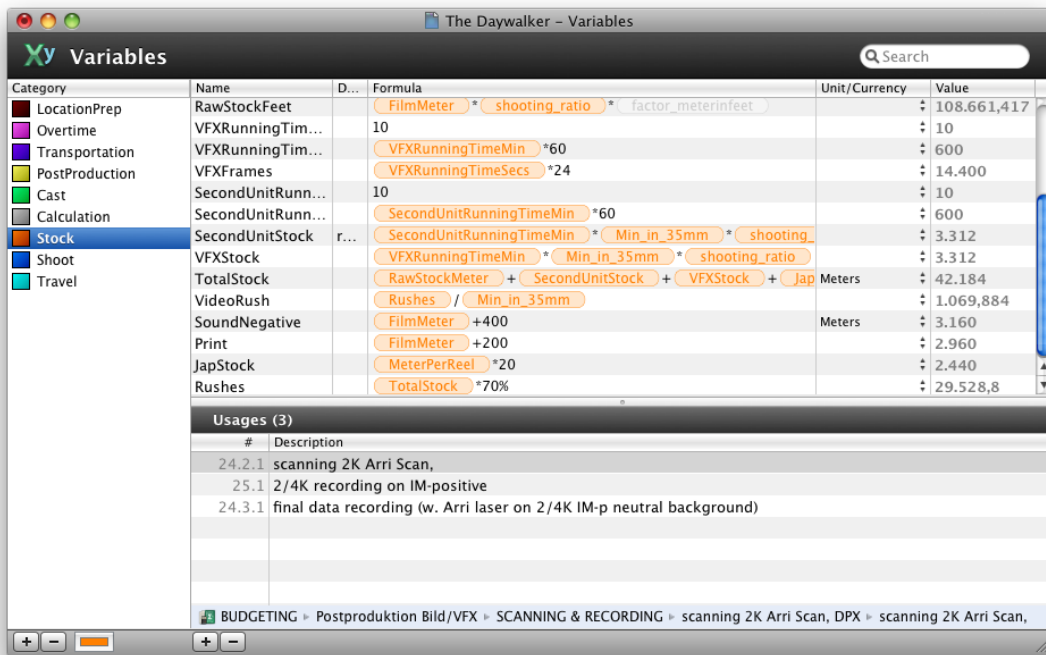 The Daywalker – Variables
Xy Variables
Search
Category
LocationPrep
Overtime
Transportation
PostProduction
Cast
Calculation
Stock
Shoot
Travel
Name D... Formula Unit/Currency Value
RawStockFeet FilmMeter * shooting_ratio * factor_meterinfeet 108.661,417
VFXRunningTim... 10 10
VFXRunningTim... VFXRunningTimeMin *60 600
VFXFrames VFXRunningTimeSecs *24 14.400
SecondUnitRunn... 10 10
SecondUnitRunn... SecondUnitRunningTimeMin *60 600
SecondUnitStock r... SecondUnitRunningTimeMin * Min_in_35mm * shooting_ 3.312
VFXStock VFXRunningTimeMin * Min_in_35mm * shooting_ratio 3.312
TotalStock RawStockMeter + SecondUnitStock + VFXStock + Jap Meters 42.184
VideoRush Rushes / Min_in_35mm 1.069,884
SoundNegative FilmMeter +400 Meters 3.160
Print FilmMeter +200 2.960
JapStock MeterPerReel *20 2.440
Rushes TotalStock *70% 29.528,8
Usages (3)
# Description
24.2.1 scanning 2K Arri Scan,
25.1 2/4K recording on IM-positive
24.3.1 final data recording (w. Arri laser on 2/4K IM-p neutral background)
BUDGETING ▸ Postproduktion Bild/VFX ▸ SCANNING & RECORDING ▸ scanning 2K Arri Scan, DPX ▸ scanning 2K Arri Scan,